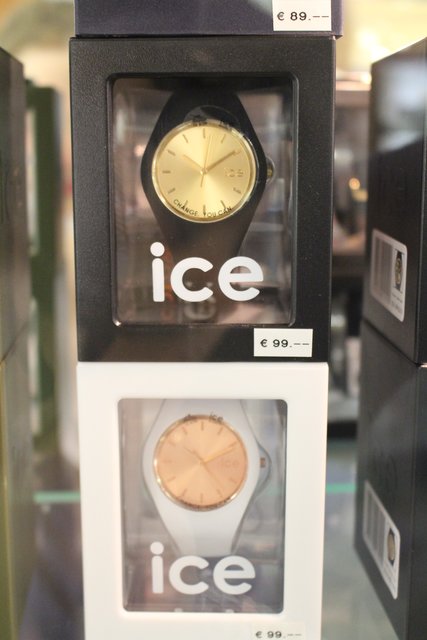 € 89.--
CHANGE. YOU CAN.
ice
€ 99.--
ice
ice
€ 99.--